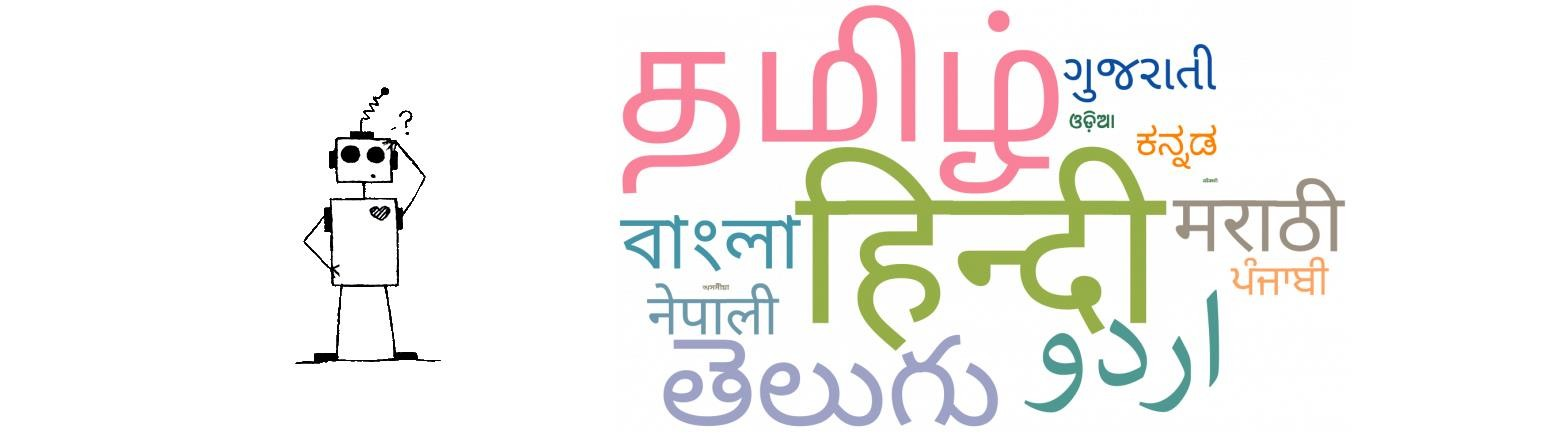 ?
தமிழ்
ગુજરાતી
ଓଡ଼ିଆ
ಕನ್ನಡ
हिन्दी
मराठी
বাংলা
ਪੰਜਾਬੀ
नेपाली
اردو
తెలుగు